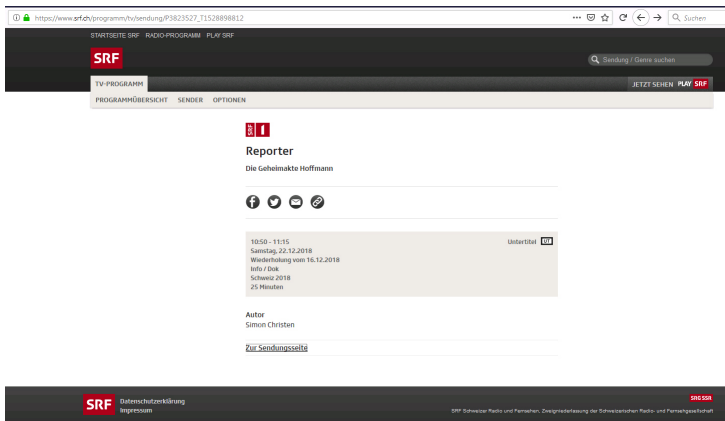 https://www.srf.ch/programm/tv/sendung/P3823527_T1528898812
Suchen
STARTSEITE SRF RADIO-PROGRAMM PLAY SRF
SRF
Sendung / Genre suchen
TV-PROGRAMM
JETZT SEHEN PLAY SRF
PROGRAMMÜBERSICHT SENDER OPTIONEN
SRF 1
Reporter
Die Geheimakte Hoffmann
10:50 - 11:15
Untertitel UT
Samstag, 22.12.2018
Wiederholung vom 16.12.2018
Info / Dok
Schweiz 2018
25 Minuten
Autor
Simon Christen
Zur Sendungsseite
SRF
Datenschutzerklärung
Impressum
SRG SSR
SRF Schweizer Radio und Fernsehen, Zweigniederlassung der Schweizerischen Radio- und Fernsehgesellschaft